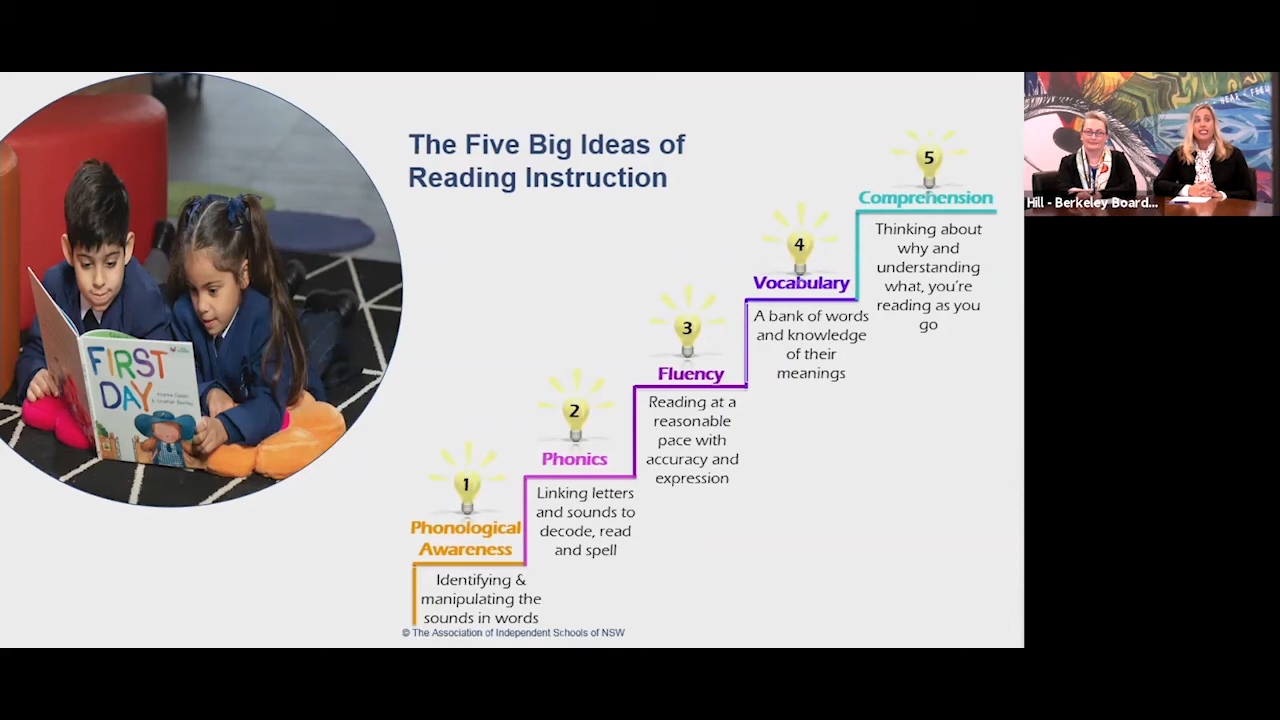 The Five Big Ideas of
Reading Instruction
1
Phonological
Awareness
Identifying &
manipulating the
sounds in words
2
Phonics
Linking letters
and sounds to
decode, read
and spell
3
Fluency
Reading at a
reasonable
pace with
accuracy and
expression
4
Vocabulary
A bank of words
and knowledge
of their
meanings
5
Comprehension
Thinking about
why and
understanding
what, you're
reading as you
go
© The Association of Independent Schools of NSW
FIRST
DAY
Hill - Berkeley Board...